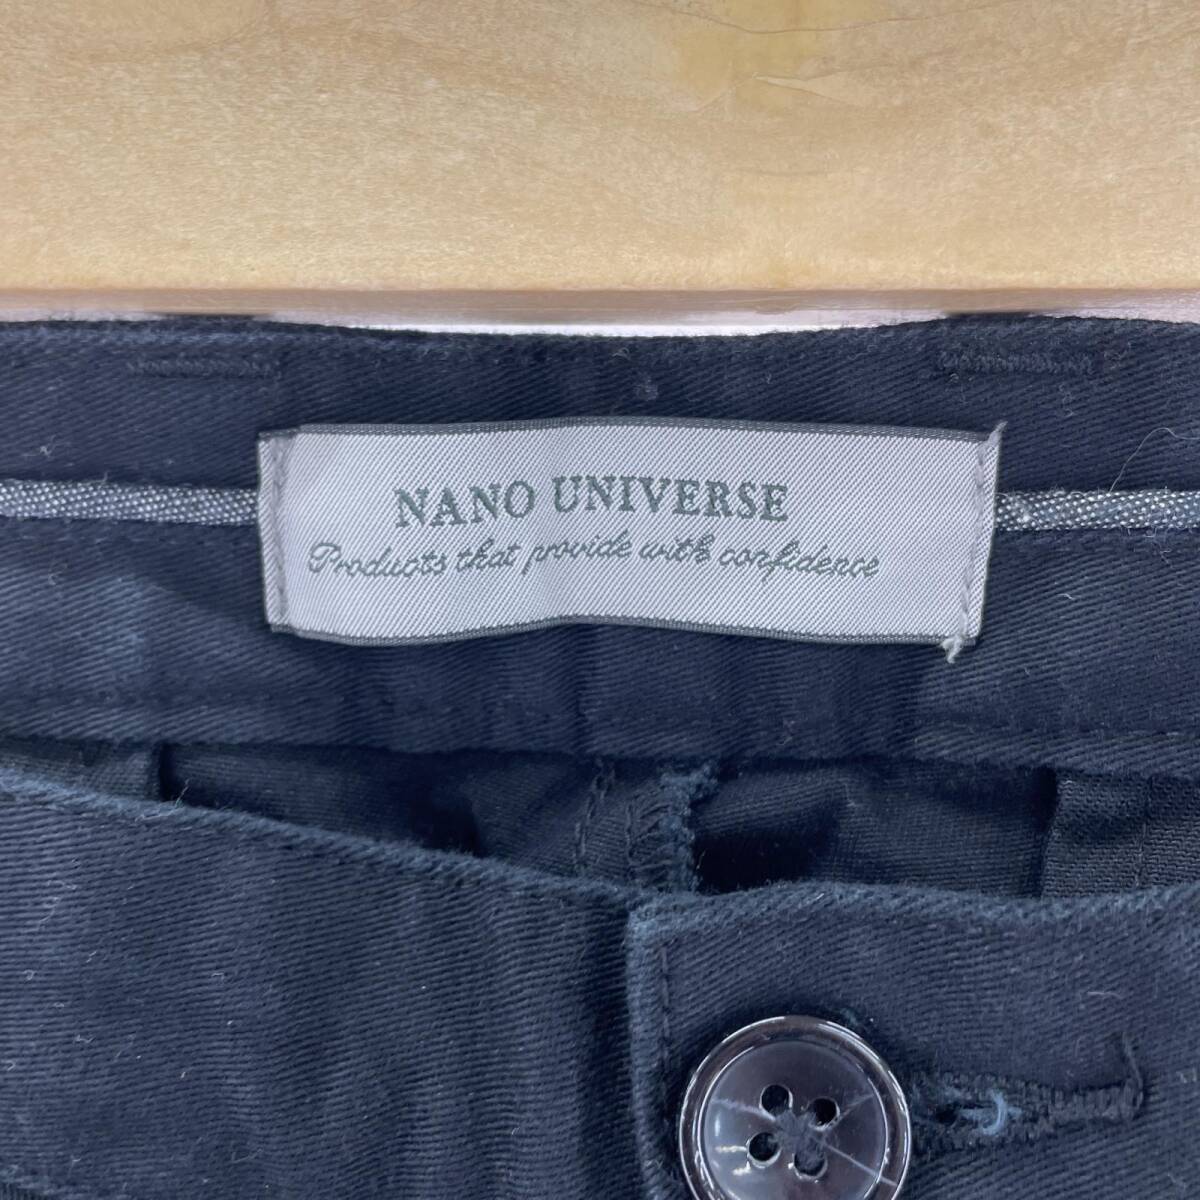 NANO UNIVERSE
Products that provide with confidence